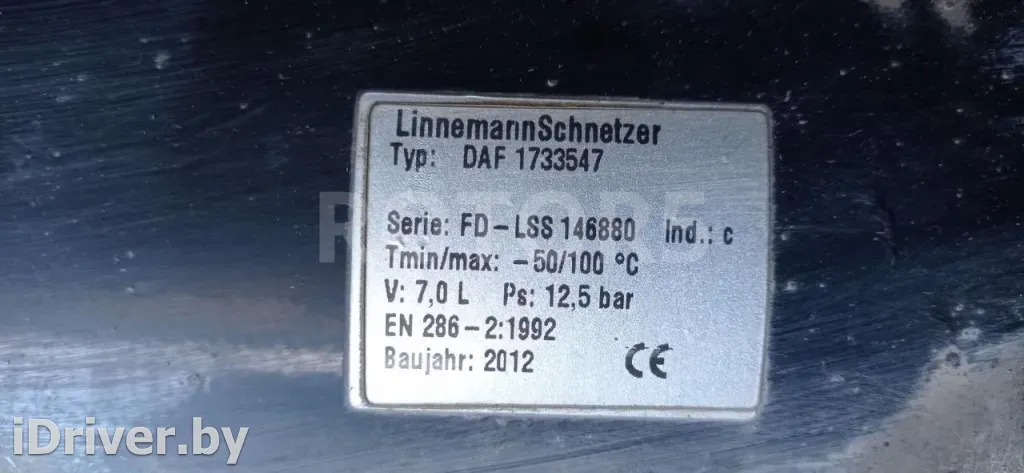 LinnemannSchnetzer
Typ: DAF 1733547
ROTOR5
Serie: FD-LSS 146880 Ind.: c
Tmin/max: -50/100 °C
V: 7,0 L Ps: 12,5 bar
EN 286-2:1992
Baujahr: 2012 CE
iDriver.by